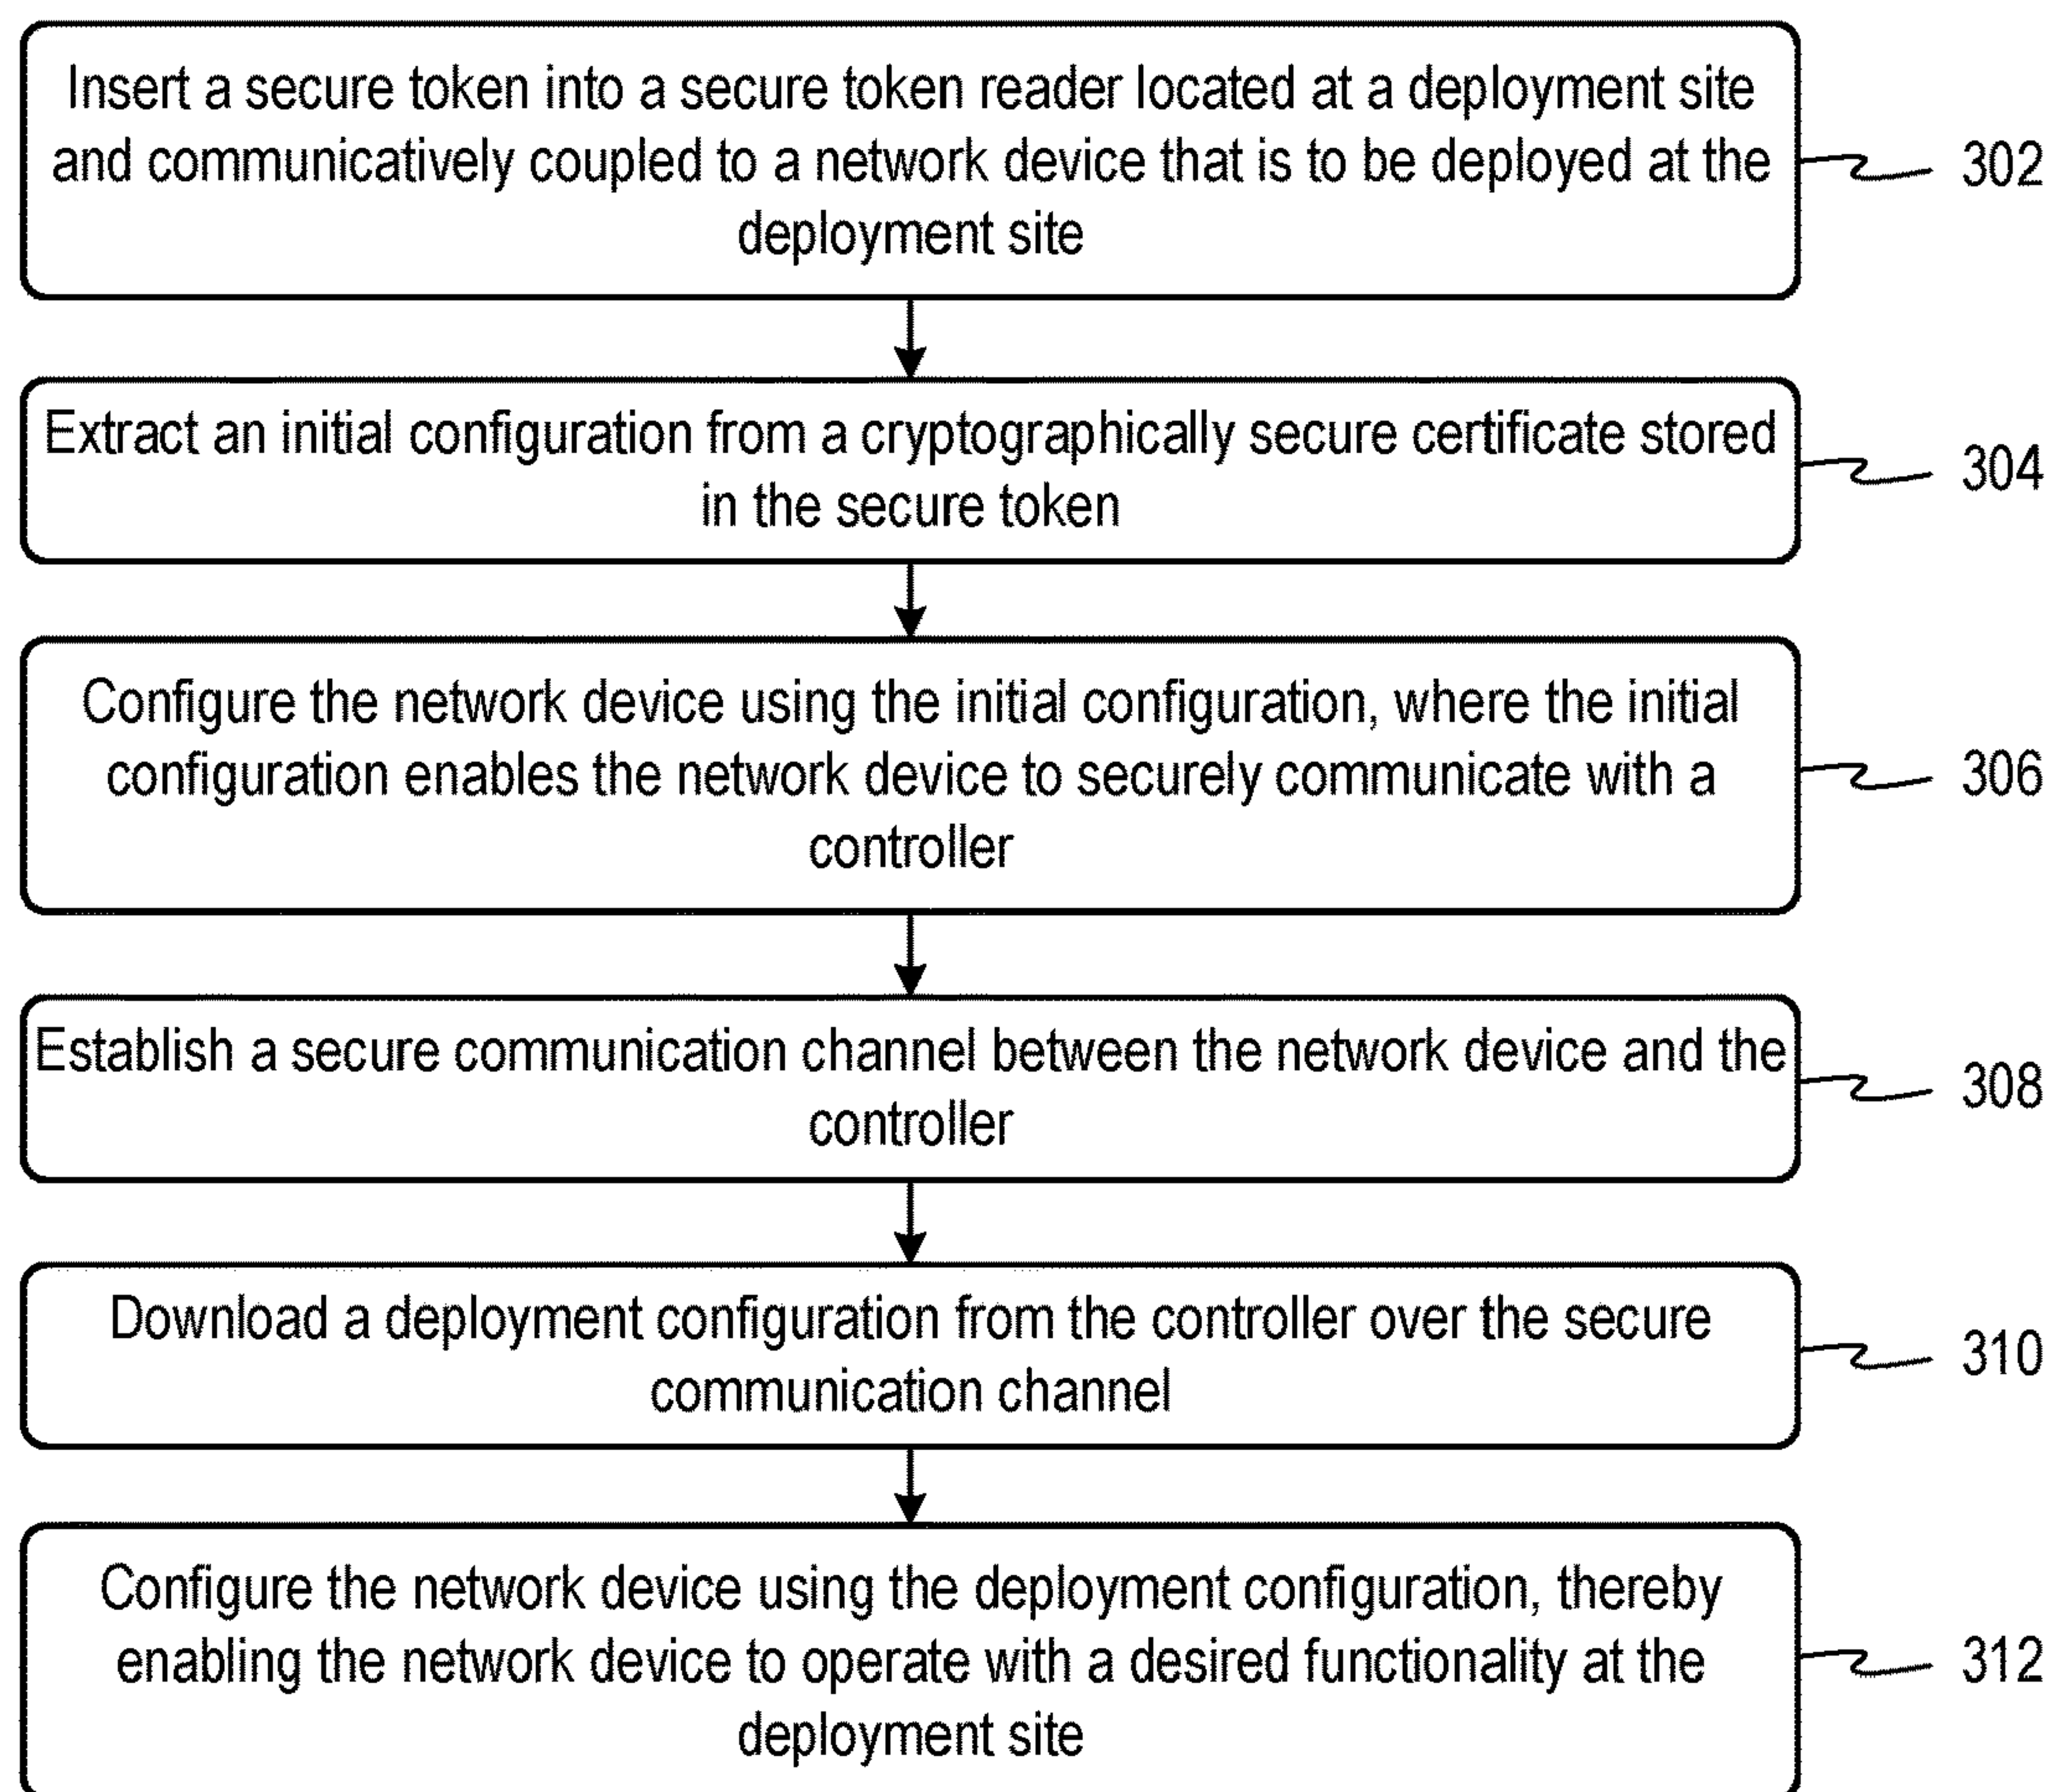 Insert a secure token into a secure token reader located at a deployment site
and communicatively coupled to a network device that is to be deployed at the
deployment site
302
Extract an initial configuration from a cryptographically secure certificate stored
in the secure token
304
Configure the network device using the initial configuration, where the initial
configuration enables the network device to securely communicate with a
controller
306
Establish a secure communication channel between the network device and the
controller
308
Download a deployment configuration from the controller over the secure
communication channel
310
Configure the network device using the deployment configuration, thereby
enabling the network device to operate with a desired functionality at the
deployment site
312